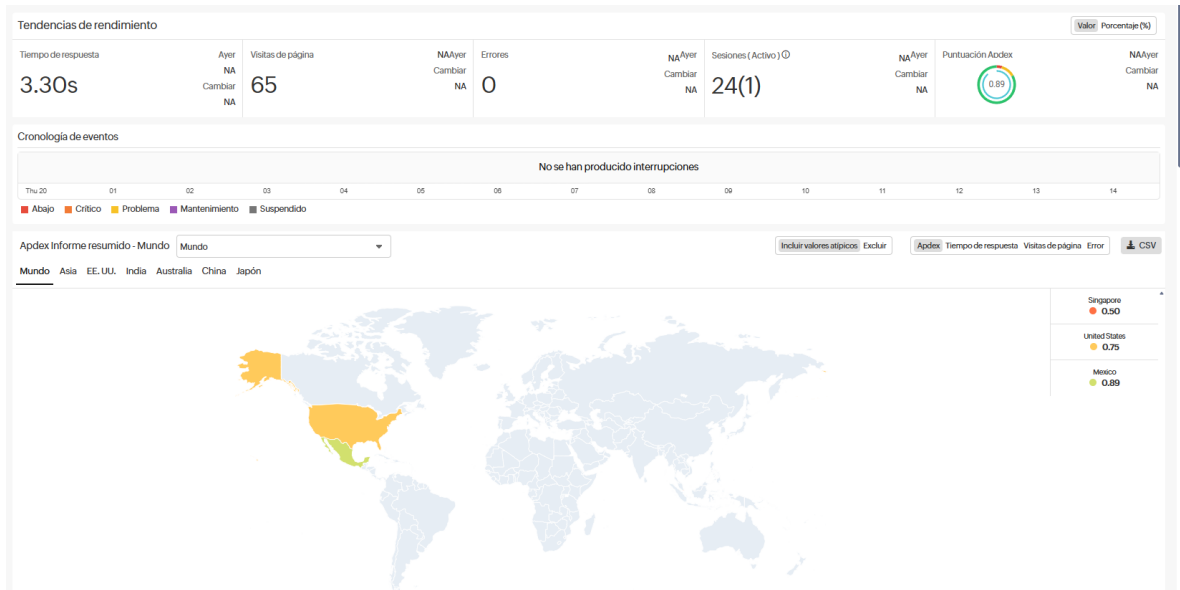 Tendencias de rendimiento
Valor Porcentaje (%)
Tiempo de respuesta
3.30s
Ayer
NA
Cambiar
NA
Visitas de página
65
NAAyer
Cambiar
NA
Errores
0
NAAyer
Cambiar
NA
Sesiones ( Activo )
24(1)
NAAyer
Cambiar
NA
Puntuación Apdex
0.89
NAAyer
Cambiar
NA
Cronología de eventos
No se han producido interrupciones
Thu 20 01 02 03 04 05 06 07 08 09 10 11 12 13 14
Abajo Crítico Problema Mantenimiento Suspendido
Apdex Informe resumido - Mundo Mundo Incluir valores atípicos Excluir Apdex Tiempo de respuesta Visitas de página Error CSV
Mundo Asia EE. UU. India Australia China Japón
Singapore
0.50
United States
0.75
Mexico
0.89